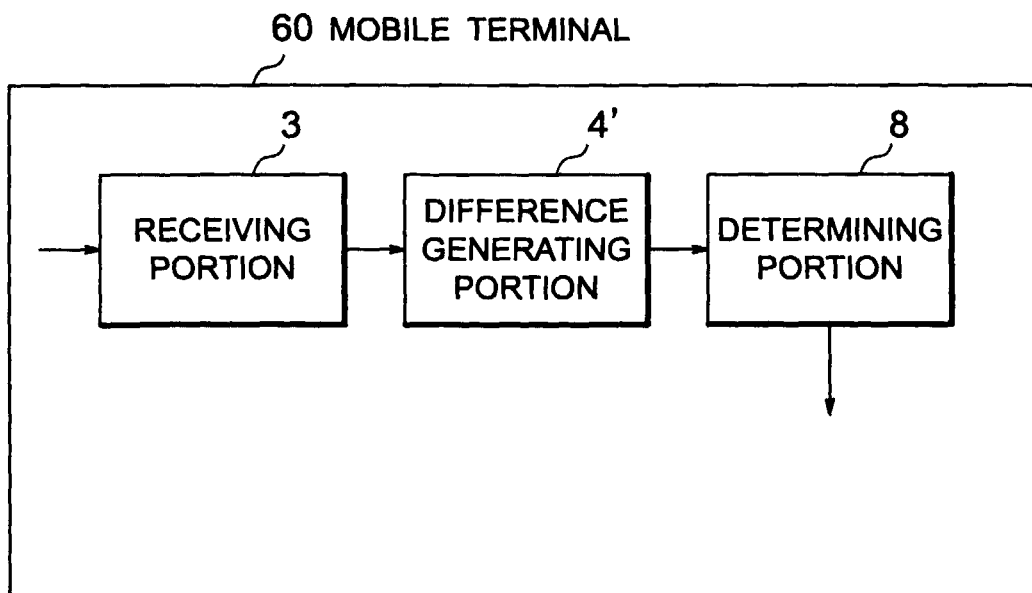 60 MOBILE TERMINAL
3
4'
8
RECEIVING
PORTION
DIFFERENCE
GENERATING
PORTION
DETERMINING
PORTION